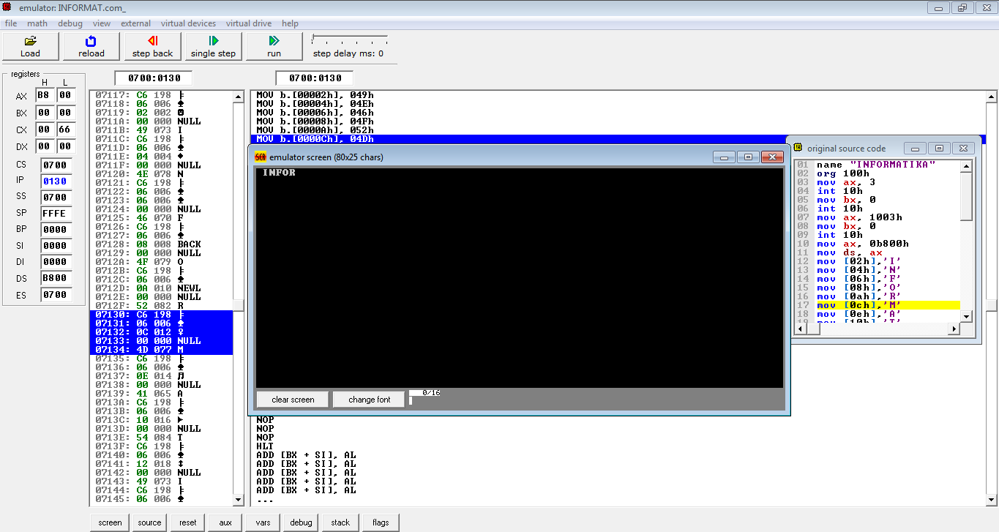 emulator: INFORMAT.com_
file math debug view external virtual devices virtual drive help
Load reload step back single step run step delay ms: 0
registers
H L
AX B8 00
BX 00 00
CX 00 66
DX 00 00
CS 0700
IP 0130
SS 0700
SP FFFE
BP 0000
SI 0000
DI 0000
DS B800
ES 0700
0700:0130 0700:0130
07117: C6 198 ╞
07118: 06 006 ♠
07119: 02 002 ☻
0711A: 00 000 NULL
0711B: 49 073 I
0711C: C6 198 ╞
0711D: 06 006 ♠
0711E: 04 004 ♦
0711F: 00 000 NULL
07120: 4E 078 N
07121: C6 198 ╞
07122: 06 006 ♠
07123: 06 006 ♠
07124: 00 000 NULL
07125: 46 070 F
07126: C6 198 ╞
07127: 06 006 ♠
07128: 08 008 BACK
07129: 00 000 NULL
0712A: 4F 079 O
0712B: C6 198 ╞
0712C: 06 006 ♠
0712D: 0A 010 NEWL
0712E: 00 000 NULL
0712F: 52 082 R
07130: C6 198 ╞
07131: 06 006 ♠
07132: 0C 012 ♀
07133: 00 000 NULL
07134: 4D 077 M
07135: C6 198 ╞
07136: 06 006 ♠
07137: 0E 014 ♫
07138: 00 000 NULL
07139: 41 065 A
0713A: C6 198 ╞
0713B: 06 006 ♠
0713C: 10 016 ►
0713D: 00 000 NULL
0713E: 54 084 T
0713F: C6 198 ╞
07140: 06 006 ♠
07141: 12 018 ↕
07142: 00 000 NULL
07143: 49 073 I
07144: C6 198 ╞
07145: 06 006 ♠
MOV b.[00002h], 049h
MOV b.[00004h], 04Eh
MOV b.[00006h], 046h
MOV b.[00008h], 04Fh
MOV b.[0000Ah], 052h
MOV b.[0000Ch], 04Dh
SCR emulator screen (80x25 chars)
INFOR
clear screen change font 0/16
NOP
NOP
NOP
HLT
ADD [BX + SI], AL
ADD [BX + SI], AL
ADD [BX + SI], AL
ADD [BX + SI], AL
ADD [BX + SI], AL
...
original source code
01 name "INFORMATIKA"
02 org 100h
03 mov ax, 3
04 int 10h
05 mov bx, 0
06 int 10h
07 mov ax, 1003h
08 mov bx, 0
09 int 10h
10 mov ax, 0b800h
11 mov ds, ax
12 mov [02h],'I'
13 mov [04h],'N'
14 mov [06h],'F'
15 mov [08h],'O'
16 mov [0ah],'R'
17 mov [0ch],'M'
18 mov [0eh],'A'
19 mov [10h],'T'
screen source reset aux vars debug stack flags